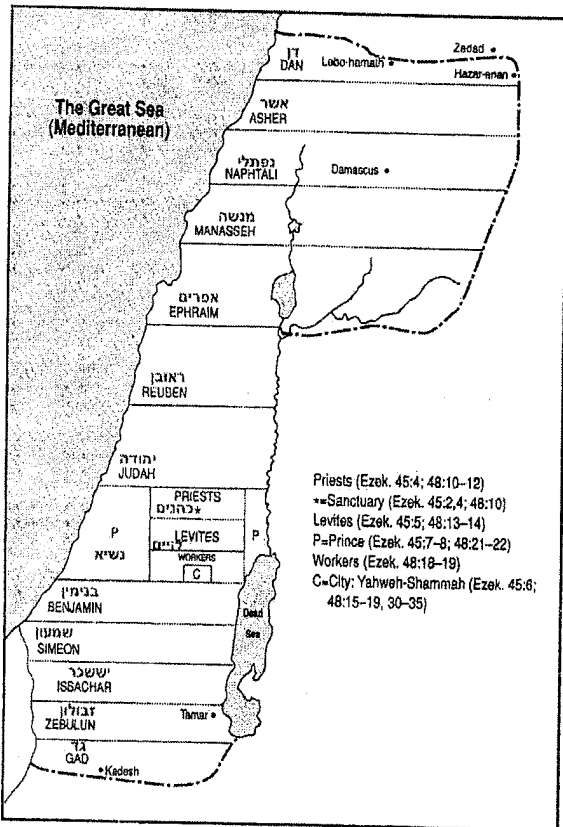 דן
DAN
Lebo-hamath
Zedad
Hazar-enan
The Great Sea
(Mediterranean)
אשר
ASHER
נפתלי
NAPHTALI
Damascus
מנשה
MANASSEH
אפרים
EPHRAIM
ראובן
REUBEN
יהודה
JUDAH
PRIESTS
כהנים*
P
נשיא
LEVITES
לויים
P
WORKERS
C
בנימין
BENJAMIN
שמעון
SIMEON
Dead
Sea
יששכר
ISSACHAR
זבולון
ZEBULUN
Tamar
גד
GAD
Kadesh
Priests (Ezek. 45:4; 48:10–12)
*=Sanctuary (Ezek. 45:2,4; 48:10)
Levites (Ezek. 45:5; 48:13–14)
P=Prince (Ezek. 45:7–8; 48:21–22)
Workers (Ezek. 48:18–19)
C=City: Yahweh-Shammah (Ezek. 45:6;
48:15–19, 30–35)